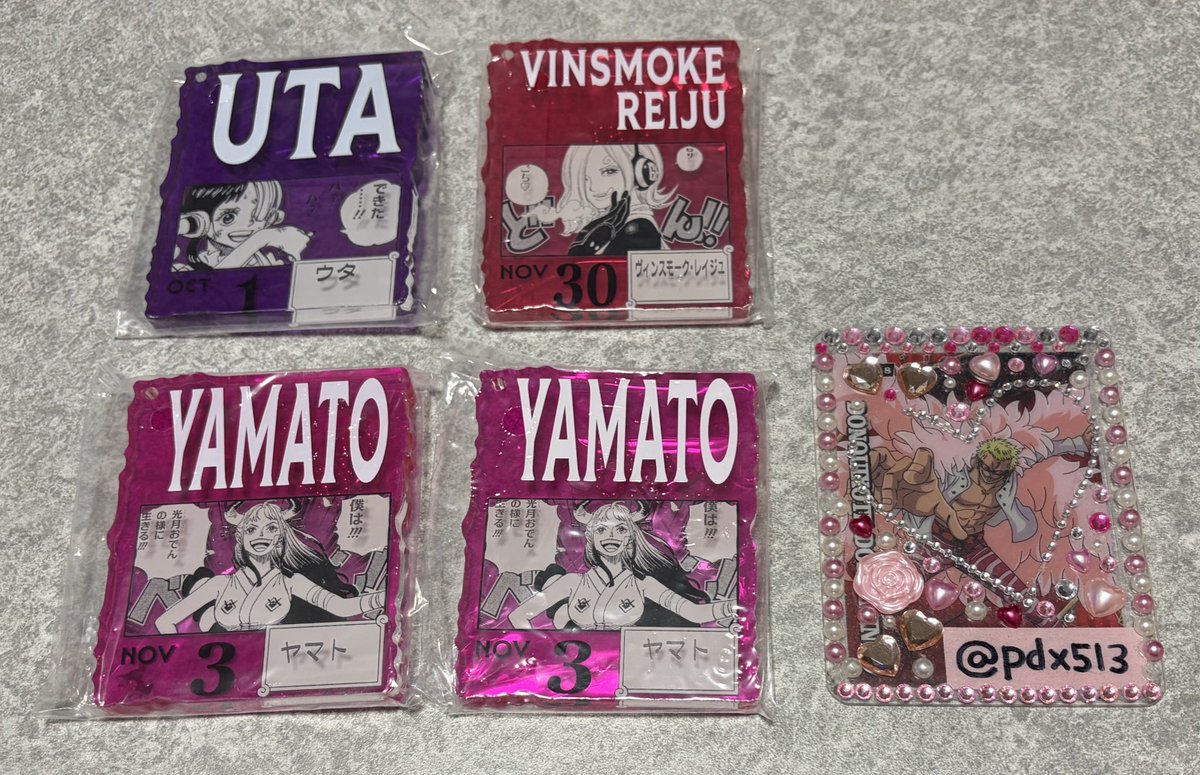 UTA
できた
……!!
OCT 1
ウタ
VINSMOKE
REIJU
どん!!
NOV 30
ヴィンスモーク・レイジュ
YAMATO
僕は!!!
光月おでん
の様に
生きる!!!
NOV 3
ヤマト
YAMATO
僕は!!!
光月おでん
の様に
生きる!!!
NOV 3
ヤマト
S
@pdx513